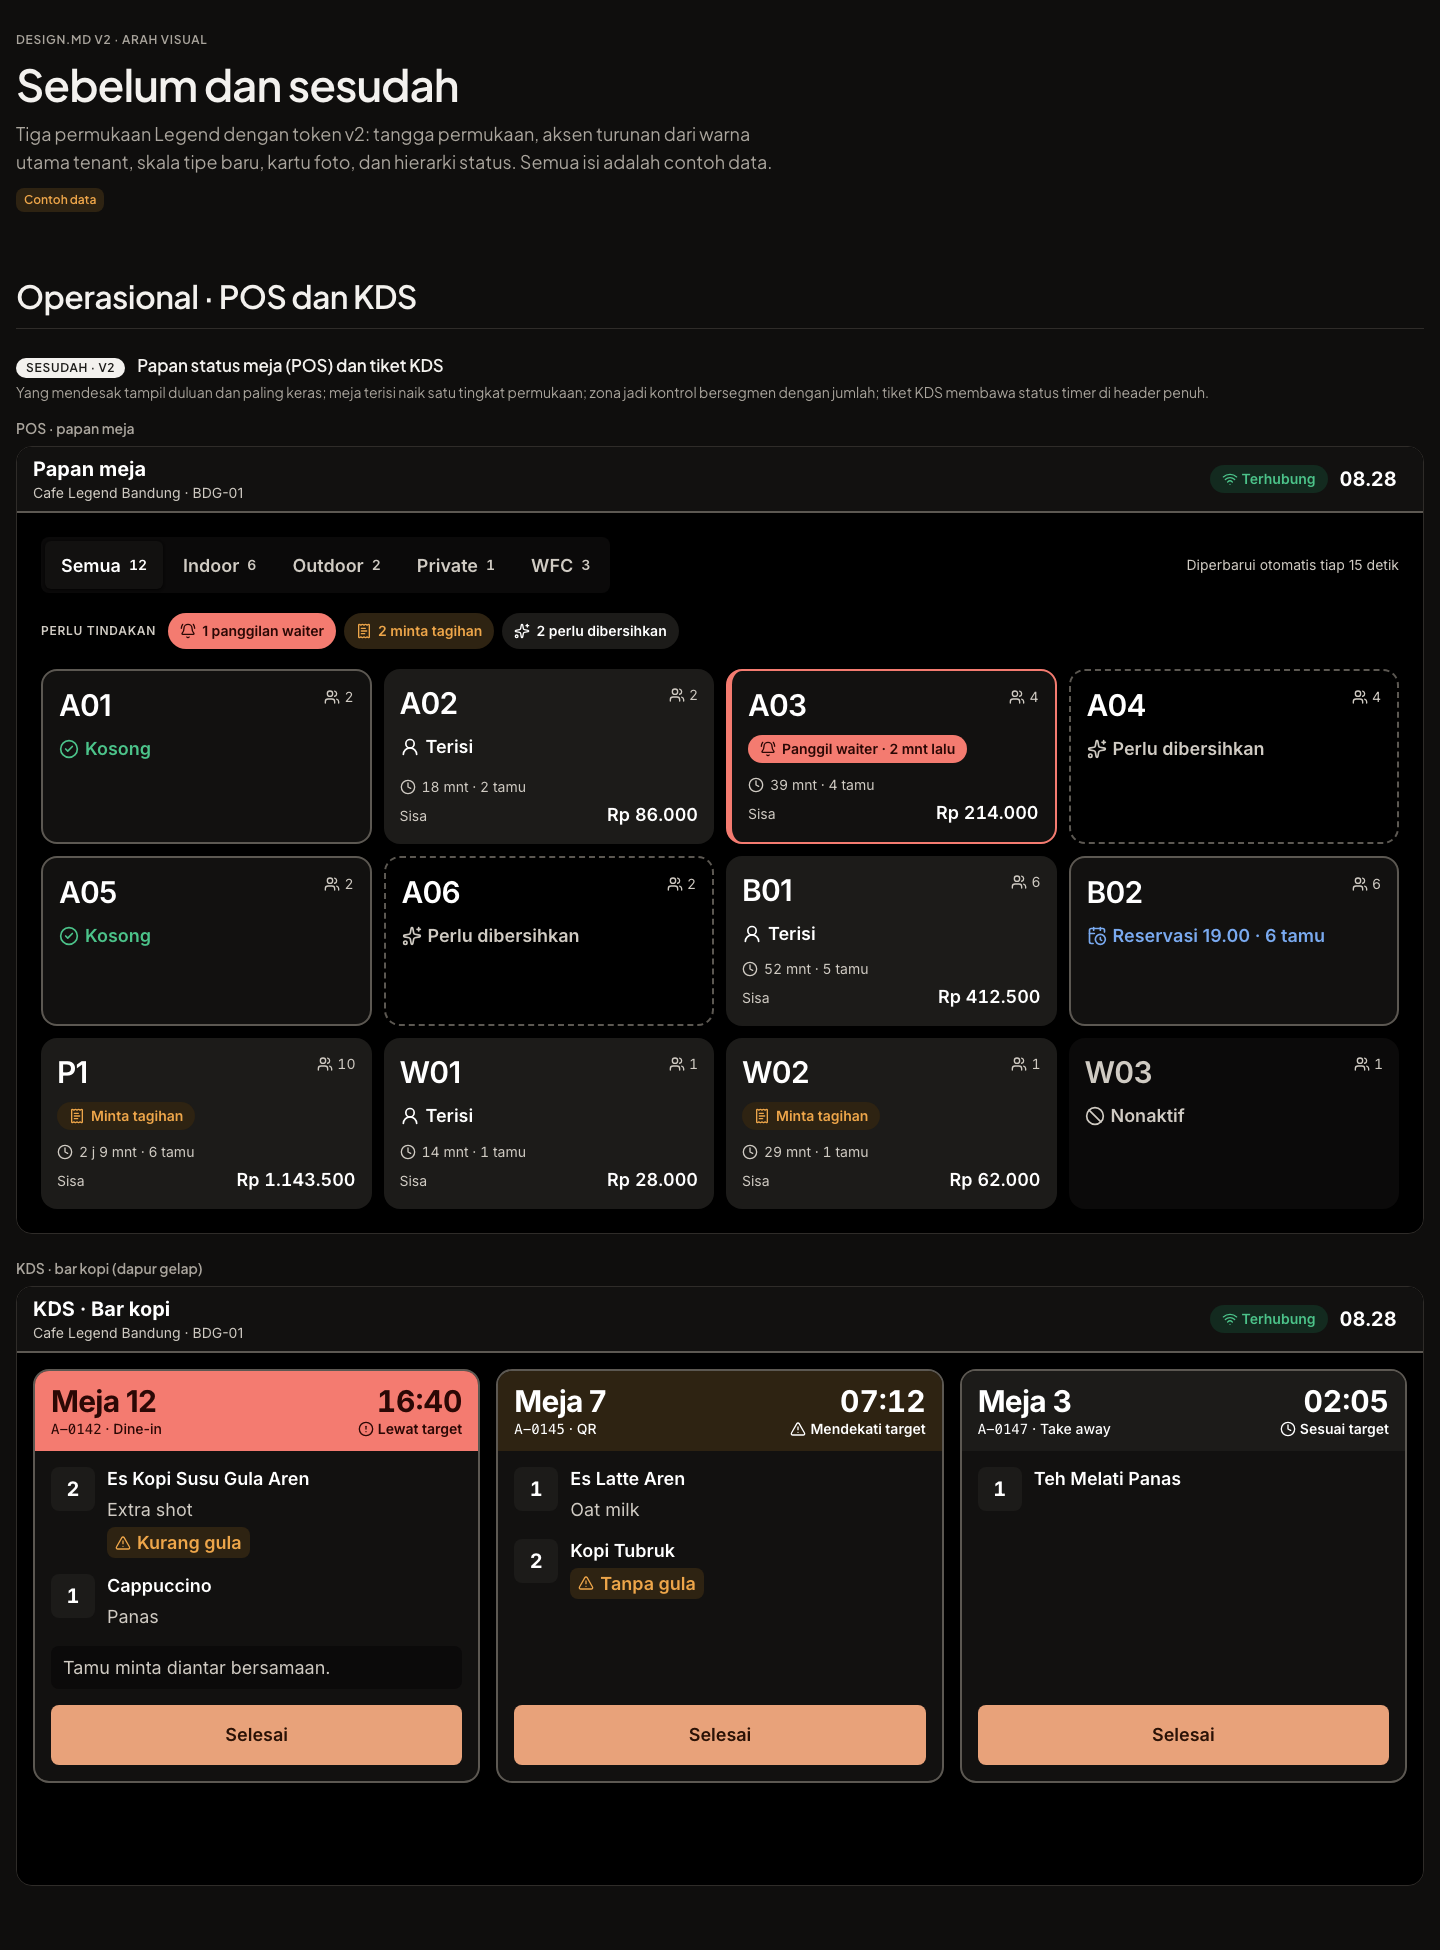 DESIGN.MD V2 · ARAH VISUAL
Sebelum dan sesudah
Tiga permukaan Legend dengan token v2: tangga permukaan, aksen turunan dari warna
utama tenant, skala tipe baru, kartu foto, dan hierarki status. Semua isi adalah contoh data.
Contoh data
Operasional · POS dan KDS
SESUDAH · V2 Papan status meja (POS) dan tiket KDS
Yang mendesak tampil duluan dan paling keras; meja terisi naik satu tingkat permukaan; zona jadi kontrol bersegmen dengan jumlah; tiket KDS membawa status timer di header penuh.
POS · papan meja
Papan meja
Cafe Legend Bandung · BDG-01
Terhubung 08.28
Semua 12 Indoor 6 Outdoor 2 Private 1 WFC 3
Diperbarui otomatis tiap 15 detik
PERLU TINDAKAN 1 panggilan waiter 2 minta tagihan 2 perlu dibersihkan
A01 2
Kosong
A02 2
Terisi
18 mnt · 2 tamu
Sisa Rp 86.000
A03 4
Panggil waiter · 2 mnt lalu
39 mnt · 4 tamu
Sisa Rp 214.000
A04 4
Perlu dibersihkan
A05 2
Kosong
A06 2
Perlu dibersihkan
B01 6
Terisi
52 mnt · 5 tamu
Sisa Rp 412.500
B02 6
Reservasi 19.00 · 6 tamu
P1 10
Minta tagihan
2 j 9 mnt · 6 tamu
Sisa Rp 1.143.500
W01 1
Terisi
14 mnt · 1 tamu
Sisa Rp 28.000
W02 1
Minta tagihan
29 mnt · 1 tamu
Sisa Rp 62.000
W03 1
Nonaktif
KDS · bar kopi (dapur gelap)
KDS · Bar kopi
Cafe Legend Bandung · BDG-01
Terhubung 08.28
Meja 12 16:40
A-0142 · Dine-in Lewat target
2 Es Kopi Susu Gula Aren
Extra shot
Kurang gula
1 Cappuccino
Panas
Tamu minta diantar bersamaan.
Selesai
Meja 7 07:12
A-0145 · QR Mendekati target
1 Es Latte Aren
Oat milk
2 Kopi Tubruk
Tanpa gula
Selesai
Meja 3 02:05
A-0147 · Take away Sesuai target
1 Teh Melati Panas
Selesai